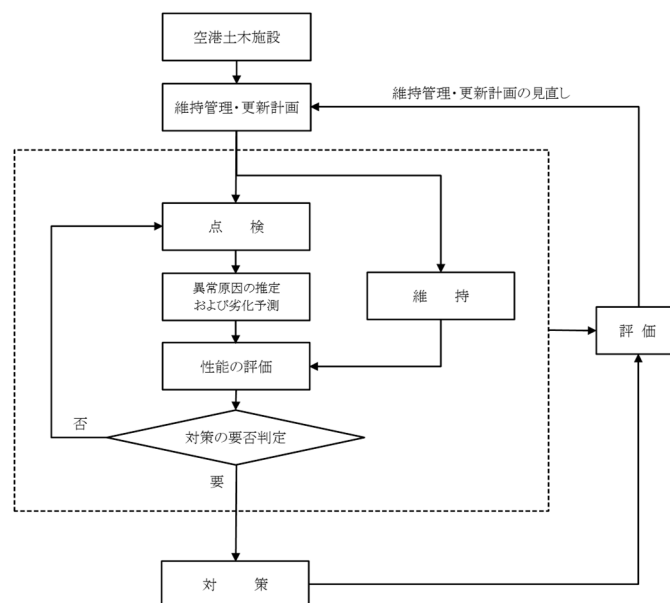 空港土木施設
維持管理・更新計画
維持管理・更新計画の見直し
点　　検
異常原因の推定
および劣化予測
維　　持
評 価
性能の評価
否
対策の要否判定
要
対　　策